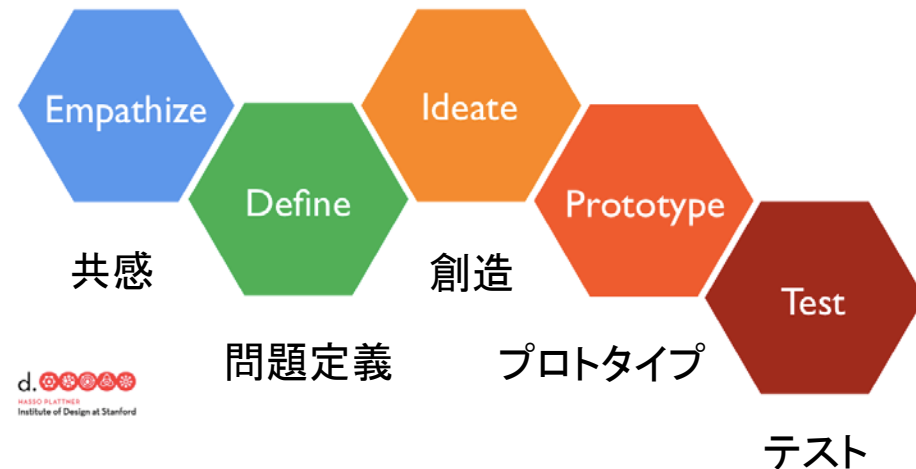 Empathize
Define
Ideate
Prototype
Test
共感
問題定義
創造
プロトタイプ
テスト
d.
HASSO PLATTNER
Institute of Design at Stanford